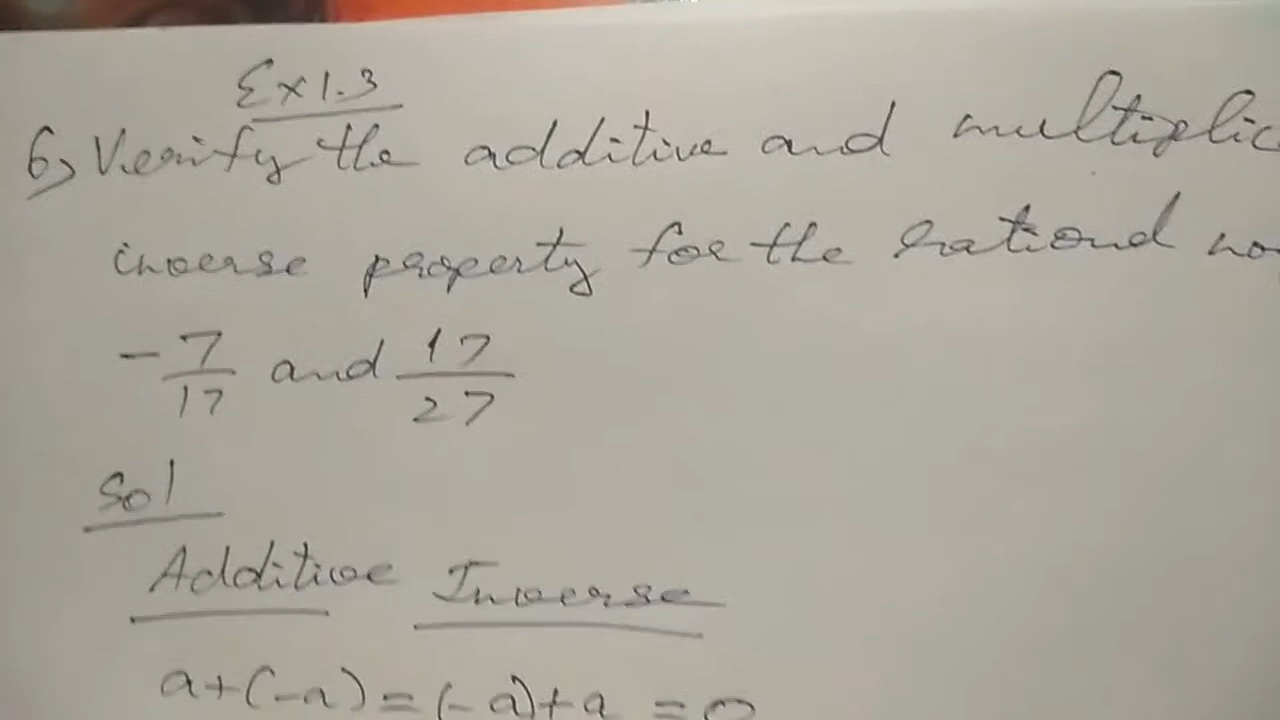 Ex 1.3
6) Verify the additive and multiplic
inverse property for the rational no
-7/17 and 17/27
Sol
Additive Inverse
a+(-a) = (-a)+a = 0